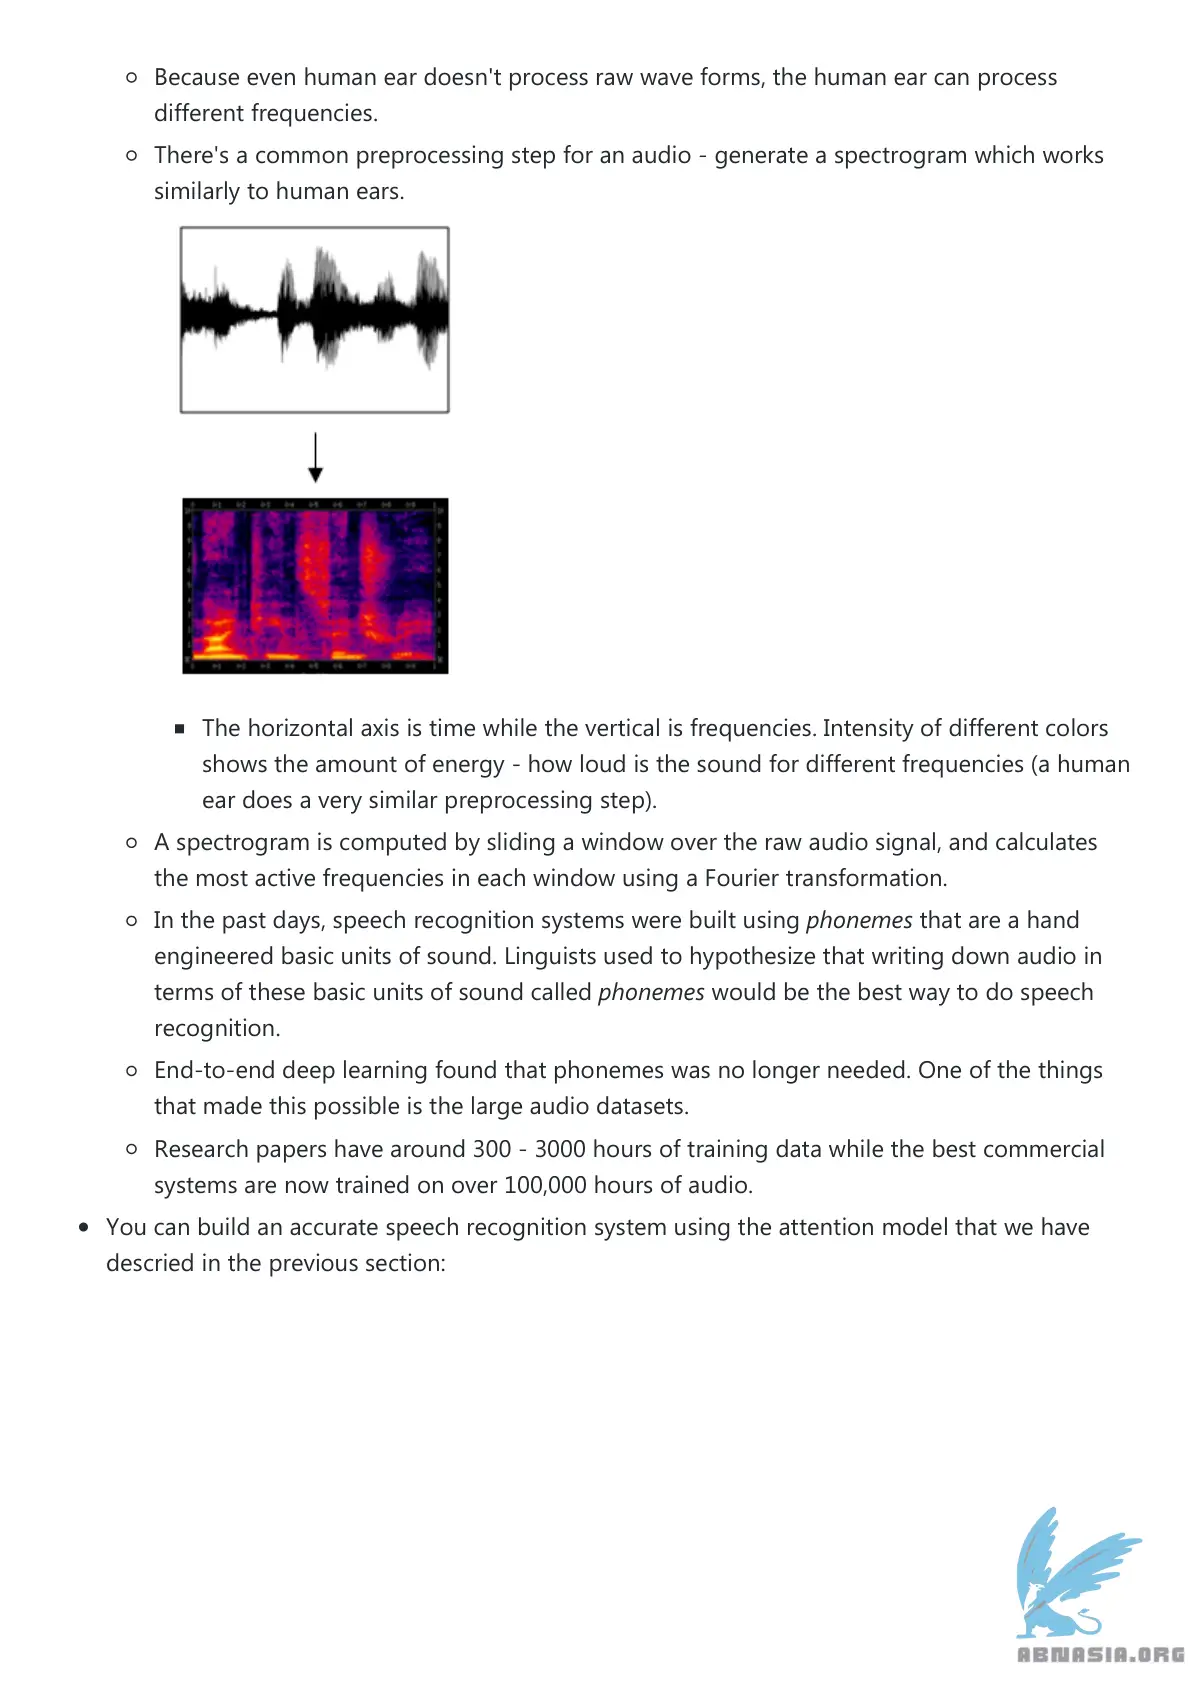 Because even human ear doesn't process raw wave forms, the human ear can process
different frequencies.
There's a common preprocessing step for an audio - generate a spectrogram which works
similarly to human ears.
The horizontal axis is time while the vertical is frequencies. Intensity of different colors
shows the amount of energy - how loud is the sound for different frequencies (a human
ear does a very similar preprocessing step).
A spectrogram is computed by sliding a window over the raw audio signal, and calculates
the most active frequencies in each window using a Fourier transformation.
In the past days, speech recognition systems were built using phonemes that are a hand
engineered basic units of sound. Linguists used to hypothesize that writing down audio in
terms of these basic units of sound called phonemes would be the best way to do speech
recognition.
End-to-end deep learning found that phonemes was no longer needed. One of the things
that made this possible is the large audio datasets.
Research papers have around 300 - 3000 hours of training data while the best commercial
systems are now trained on over 100,000 hours of audio.
You can build an accurate speech recognition system using the attention model that we have
descried in the previous section:
ABNASIA.ORG